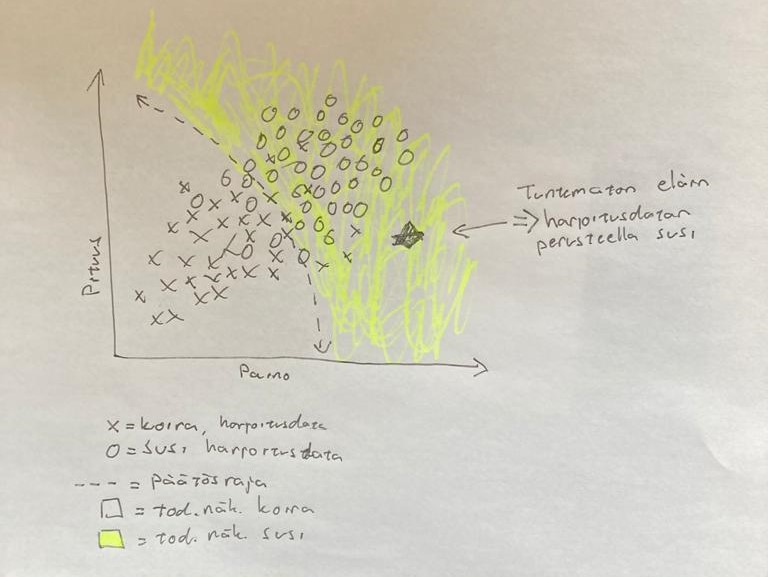 Tuntematon eläin
=> harjoitusdatan
perusteella susi
Pituus
Paino
x = koira, harjoitusdata
O = susi harjoitusdata
--- = päätösraja
= tod. näk. koira
= tod. näk. susi